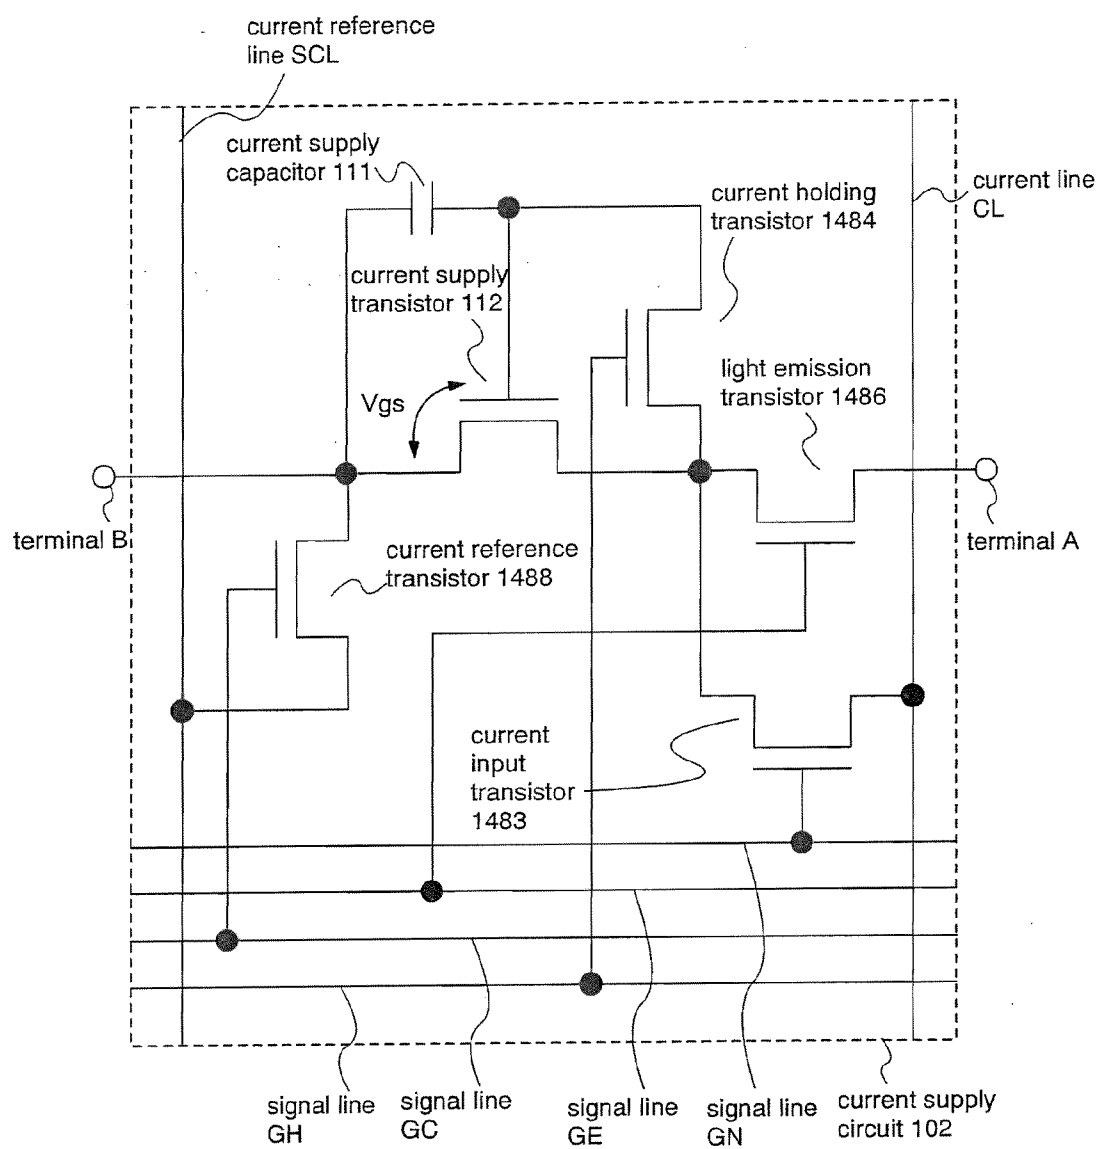 current reference
line SCL
current supply
capacitor 111
current holding
transistor 1484
current line
CL
current supply
transistor 112
light emission
transistor 1486
Vgs
terminal B
terminal A
current reference
transistor 1488
current
input
transistor
1483
signal line
GH
signal line
GC
signal line
GE
signal line
GN
current supply
circuit 102